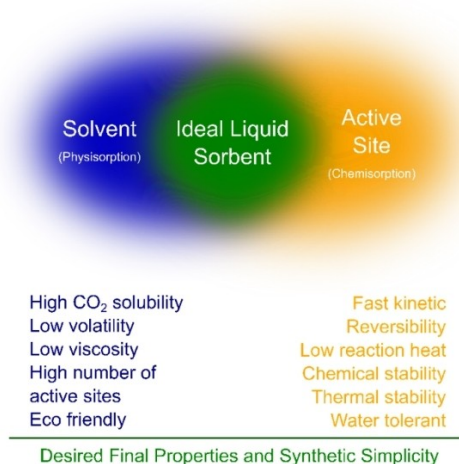 Solvent
(Physisorption)
Ideal Liquid
Sorbent
Active
Site
(Chemisorption)
High CO₂ solubility
Low volatility
Low viscosity
High number of
active sites
Eco friendly
Fast kinetic
Reversibility
Low reaction heat
Chemical stability
Thermal stability
Water tolerant
Desired Final Properties and Synthetic Simplicity